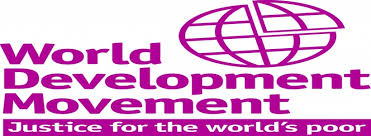 World
Development
Movement
Justice for the world's poor